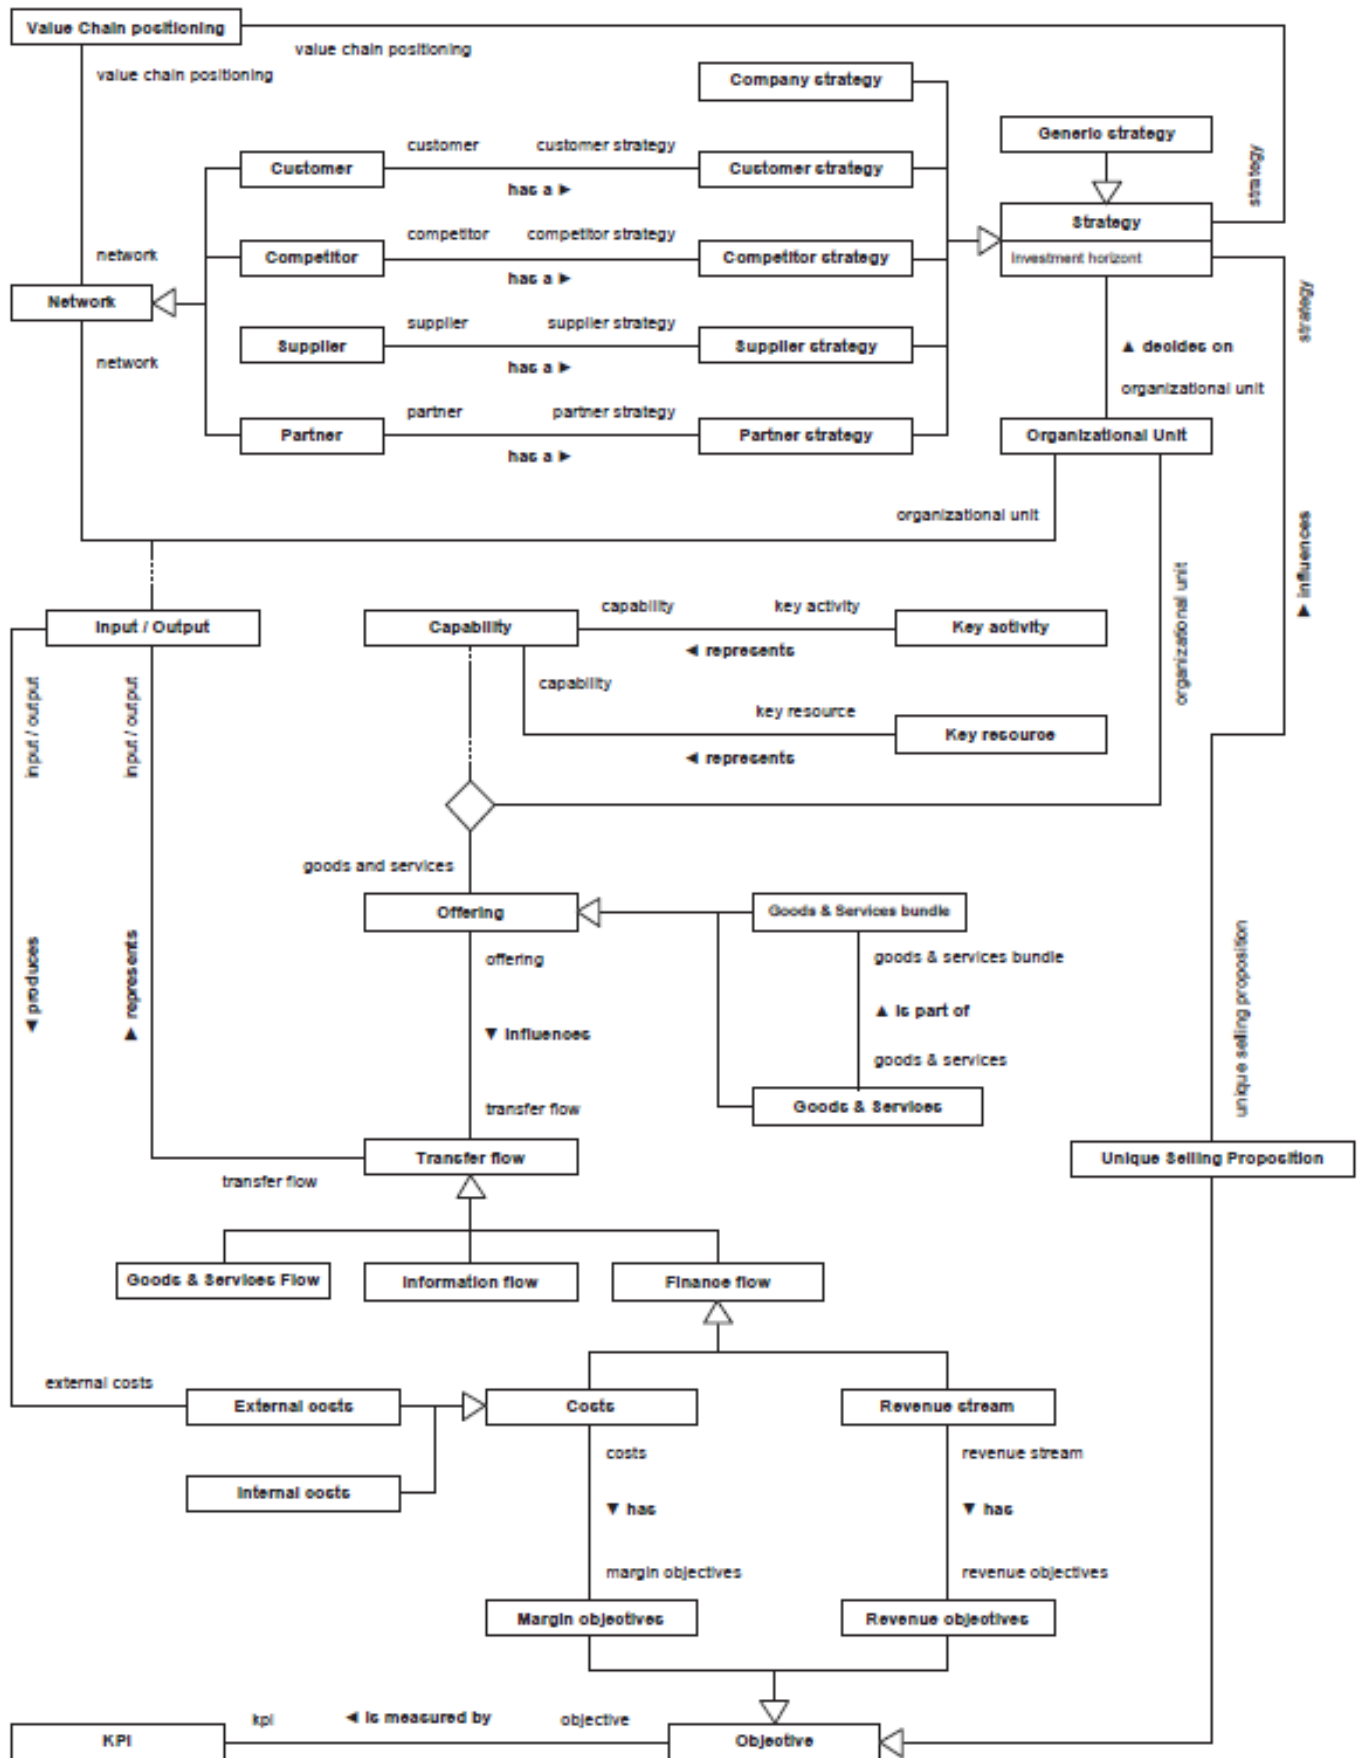 Value Chain positioning
value chain positioning
value chain positioning
Company strategy
Generic strategy
customer
customer strategy
strategy
Customer
Customer strategy
has a ►
Strategy
competitor
competitor strategy
network
Competitor
Competitor strategy
Investment horizont
has a ►
Network
strategy
supplier
supplier strategy
Supplier
Supplier strategy
▲ decides on
network
has a ►
organizational unit
partner
partner strategy
Partner
Partner strategy
Organizational Unit
has a ►
organizational unit
► influences
capability
key activity
organizational unit
Input / Output
Capability
Key activity
◄ represents
capability
input / output
input / output
key resource
Key resource
◄ represents
goods and services
Offering
Goods & Services bundle
offering
goods & services bundle
◄ produces
► represents
▲ is part of
▼ influences
unique selling proposition
goods & services
transfer flow
Goods & Services
Transfer flow
Unique Selling Proposition
transfer flow
Goods & Services Flow
Information flow
Finance flow
external costs
External costs
Costs
Revenue stream
costs
revenue stream
Internal costs
▼ has
▼ has
margin objectives
revenue objectives
Margin objectives
Revenue objectives
kpi
◄ is measured by
objective
KPI
Objective